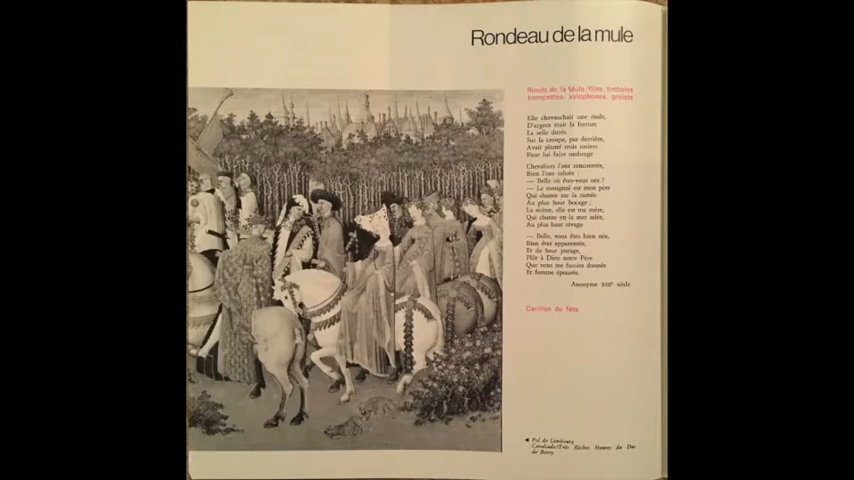 Rondeau de la mule
Ronde de la Mule, flûte, timbales
trompettes, xylophones, grelots
Elle chevauchait une mule,
D'argent était la ferrure
La selle dorée
Sur la croupe, par derrière,
Avait planté trois rosiers
Pour lui faire ombrage
Chevaliers l'ont rencontrée,
Bien l'ont saluée :
— Belle où êtes-vous née ?
— Le rossignol est mon père
Qui chante sur la ramée
Au plus haut bocage ;
La sirène, elle est ma mère,
Qui chante en la mer salée,
Au plus haut rivage
— Belle, vous êtes bien née,
Bien êtes apparentée,
Et de haut parage,
Plût à Dieu notre Père
Que vous me fussiez donnée
Et femme épousée.
Anonyme XIIIe siècle
Carillon de fête
◄ Pol de Limbourg
Cavalcade/Très Riches Heures du Duc
de Berry